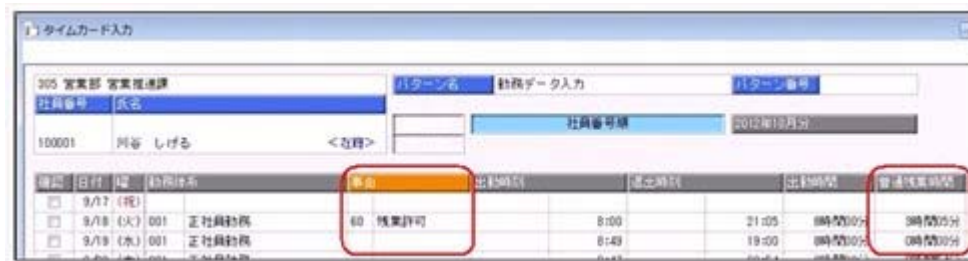 タイムカード入力
305 営業部 営業推進課 パターン名 勤務データ入力 パターン番号
社員番号 氏名
社員番号順 2012年10月分
100001 刈谷 しげる <在籍>
確認 日付 曜 勤務体系 事由 出勤時刻 退出時刻 出勤時間 普通残業時間
9/17 (祝)
9/18 (火) 001 正社員勤務 60 残業許可 8:00 21:05 8時間00分 3時間05分
9/19 (水) 001 正社員勤務 8:49 19:00 8時間00分 0時間00分